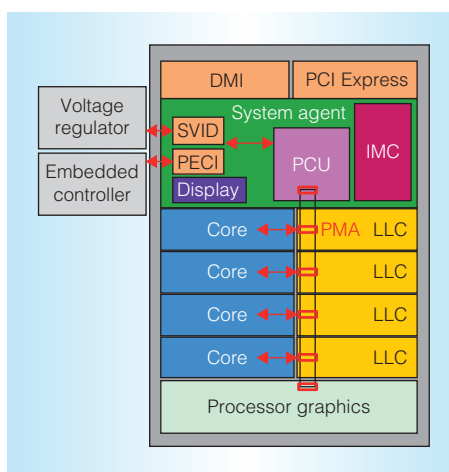 DMI
PCI Express
Voltage
regulator
System agent
SVID
IMC
PCU
PECI
Embedded
controller
Display
Core
PMA
LLC
Core
LLC
Core
LLC
Core
LLC
Processor graphics